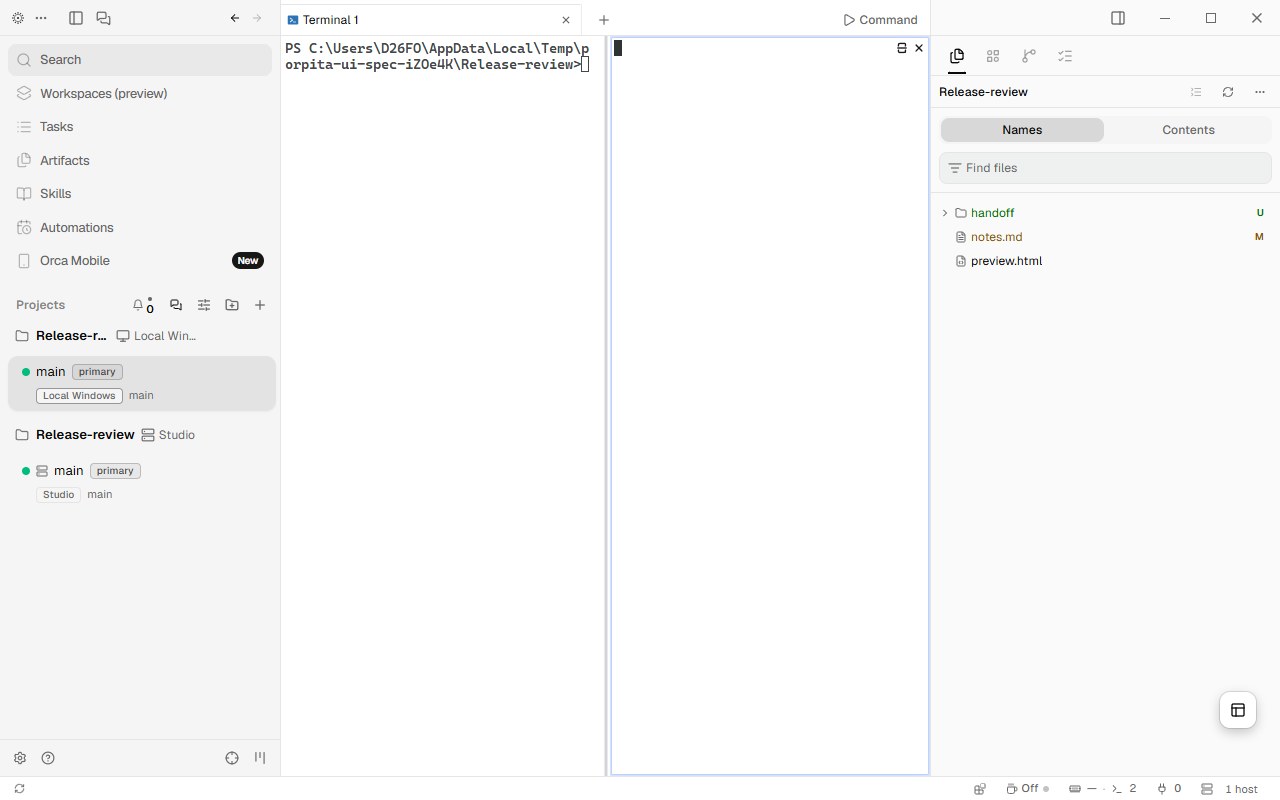 Terminal 1
Command
Search
Workspaces (preview)
Tasks
Artifacts
Skills
Automations
Orca Mobile
New
Projects
0
Release-r...
Local Win...
main
primary
Local Windows
main
Release-review
Studio
main
primary
Studio
main
PS C:\Users\D26FO\AppData\Local\Temp\p
orpita-ui-spec-iZOe4K\Release-review>
Release-review
Names
Contents
Find files
handoff
U
notes.md
M
preview.html
Off
2
0
1 host